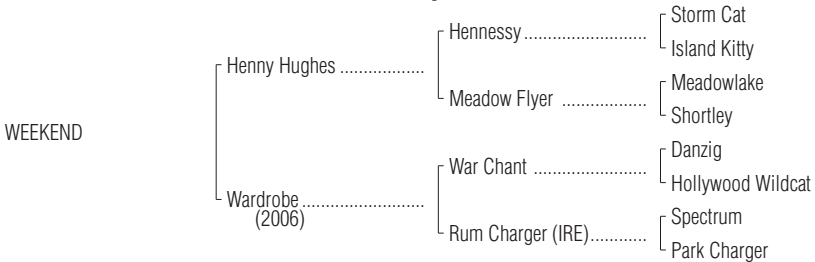 Storm Cat
Hennessy ..........................
Island Kitty
Henny Hughes ..................
Meadowlake
Meadow Flyer ..................
Shortley
WEEKEND
Danzig
War Chant ........................
Hollywood Wildcat
Wardrobe ..........................
(2006)
Spectrum
Rum Charger (IRE)............
Park Charger